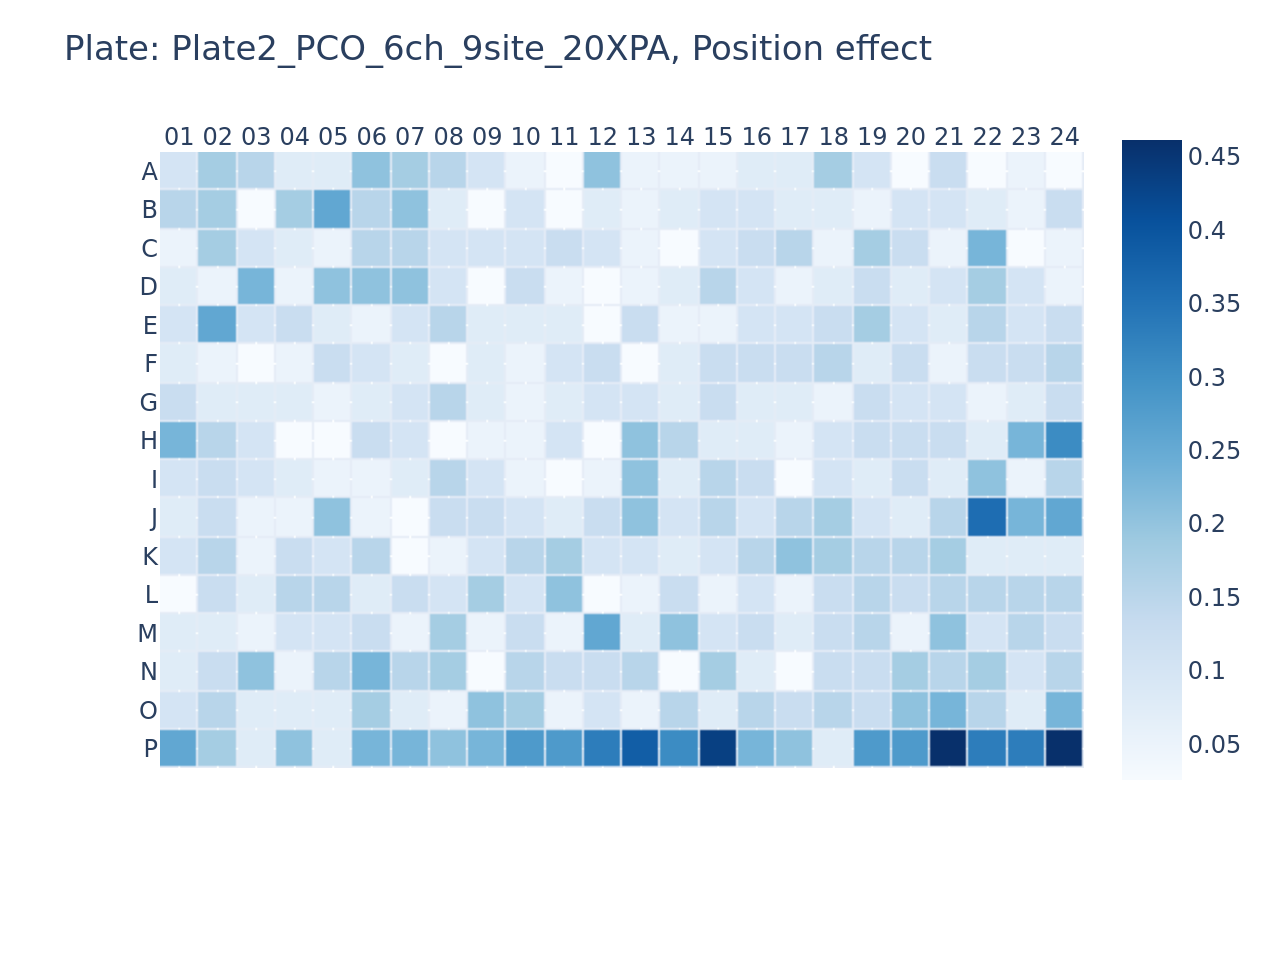 Plate: Plate2_PCO_6ch_9site_20XPA, Position effect
01 02 03 04 05 06 07 08 09 10 11 12 13 14 15 16 17 18 19 20 21 22 23 24
A
B
C
D
E
F
G
H
I
J
K
L
M
N
O
P
0.45
0.4
0.35
0.3
0.25
0.2
0.15
0.1
0.05